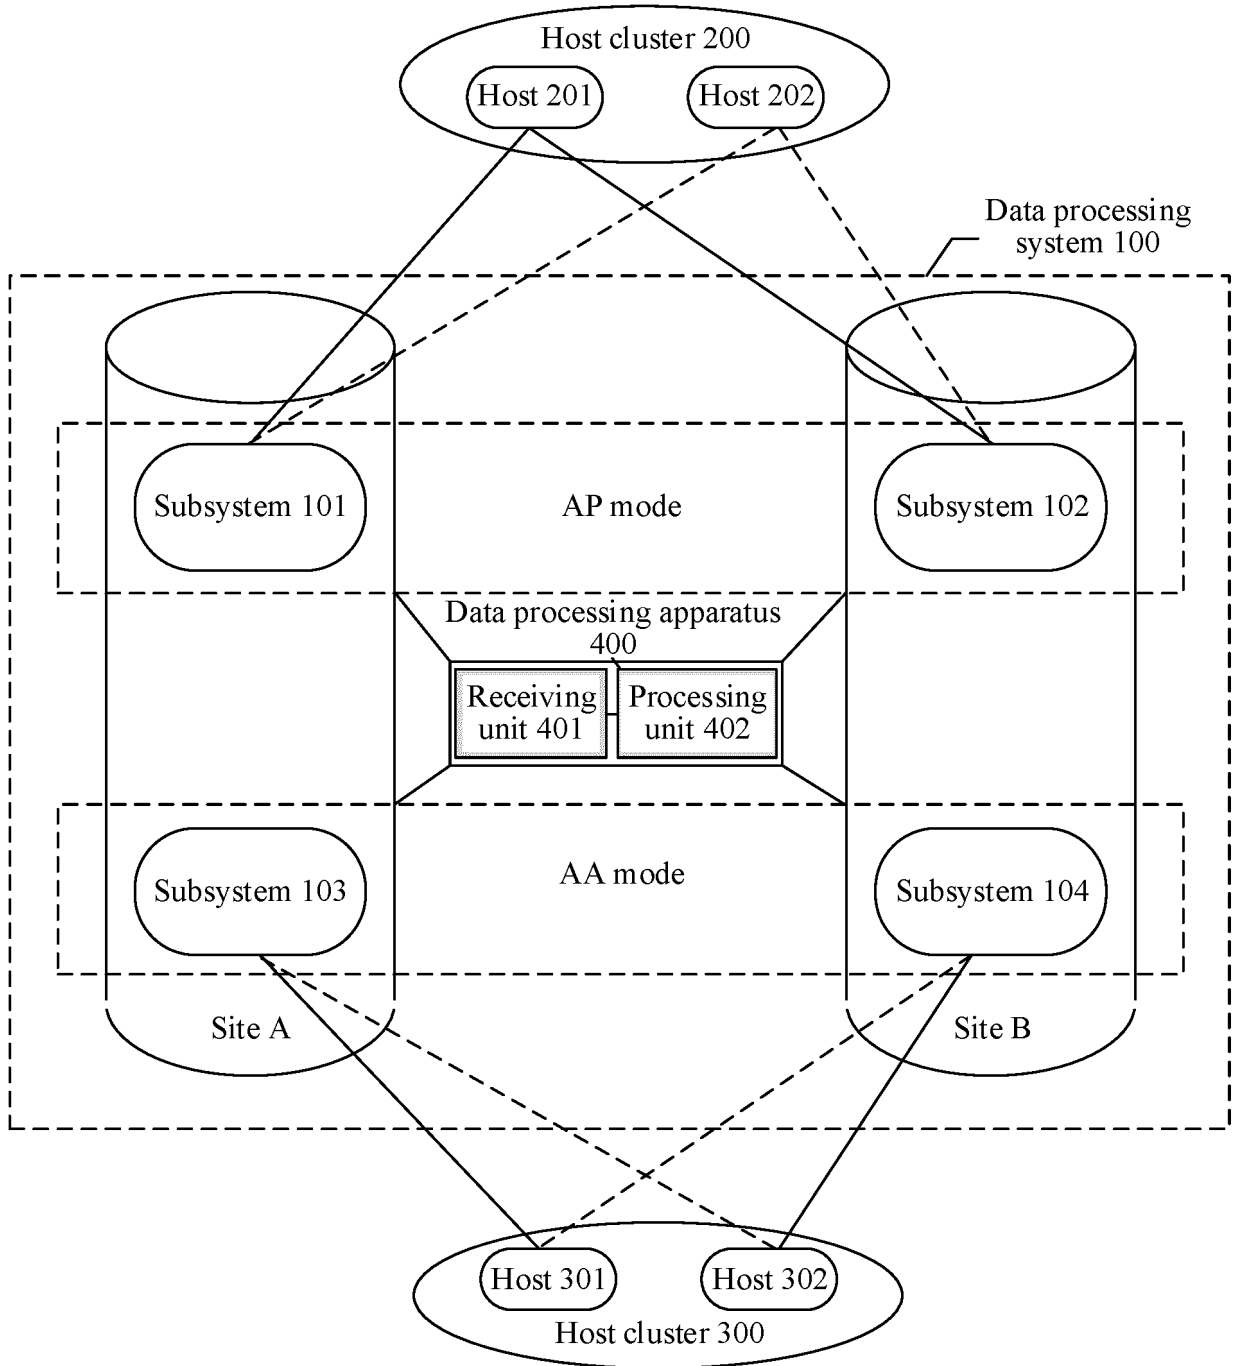 Host cluster 200
Host 201
Host 202
Data processing
system 100
Subsystem 101
AP mode
Subsystem 102
Data processing apparatus
400
Receiving
unit 401
Processing
unit 402
Subsystem 103
AA mode
Subsystem 104
Site A
Site B
Host 301
Host 302
Host cluster 300